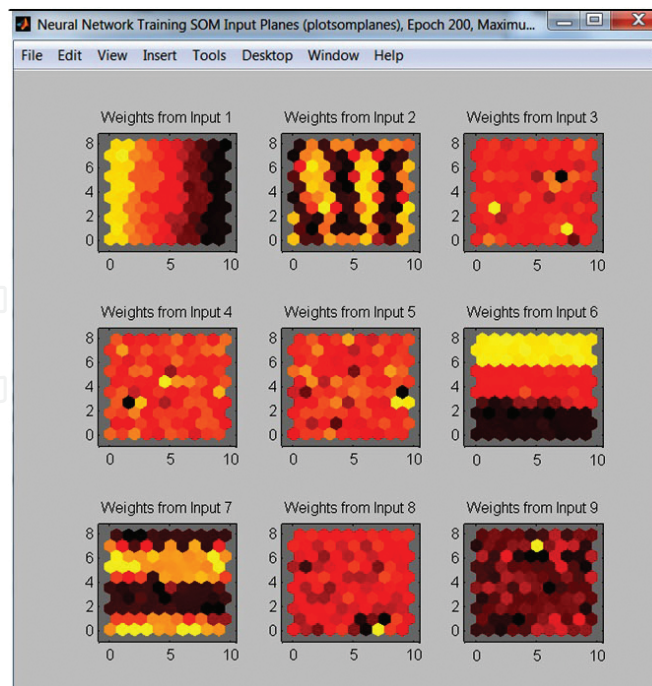 Neural Network Training SOM Input Planes (plotsomplanes), Epoch 200, Maximu...
File Edit View Insert Tools Desktop Window Help
Weights from Input 1
8
6
4
2
0
0 5 10
Weights from Input 2
8
6
4
2
0
0 5 10
Weights from Input 3
8
6
4
2
0
0 5 10
Weights from Input 4
8
6
4
2
0
0 5 10
Weights from Input 5
8
6
4
2
0
0 5 10
Weights from Input 6
8
6
4
2
0
0 5 10
Weights from Input 7
8
6
4
2
0
0 5 10
Weights from Input 8
8
6
4
2
0
0 5 10
Weights from Input 9
8
6
4
2
0
0 5 10